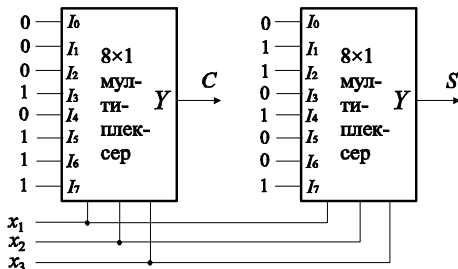 0 I₀ 0 I₀
0 I₁ 8×1 1 I₁ 8×1
0 I₂ мул- 1 I₂ мул-
1 I₃ ти- Y C 0 I₃ ти- Y S
0 I₄ плек- 1 I₄ плек-
1 I₅ сер 0 I₅ сер
1 I₆ 0 I₆
1 I₇ 1 I₇
x₁
x₂
x₃